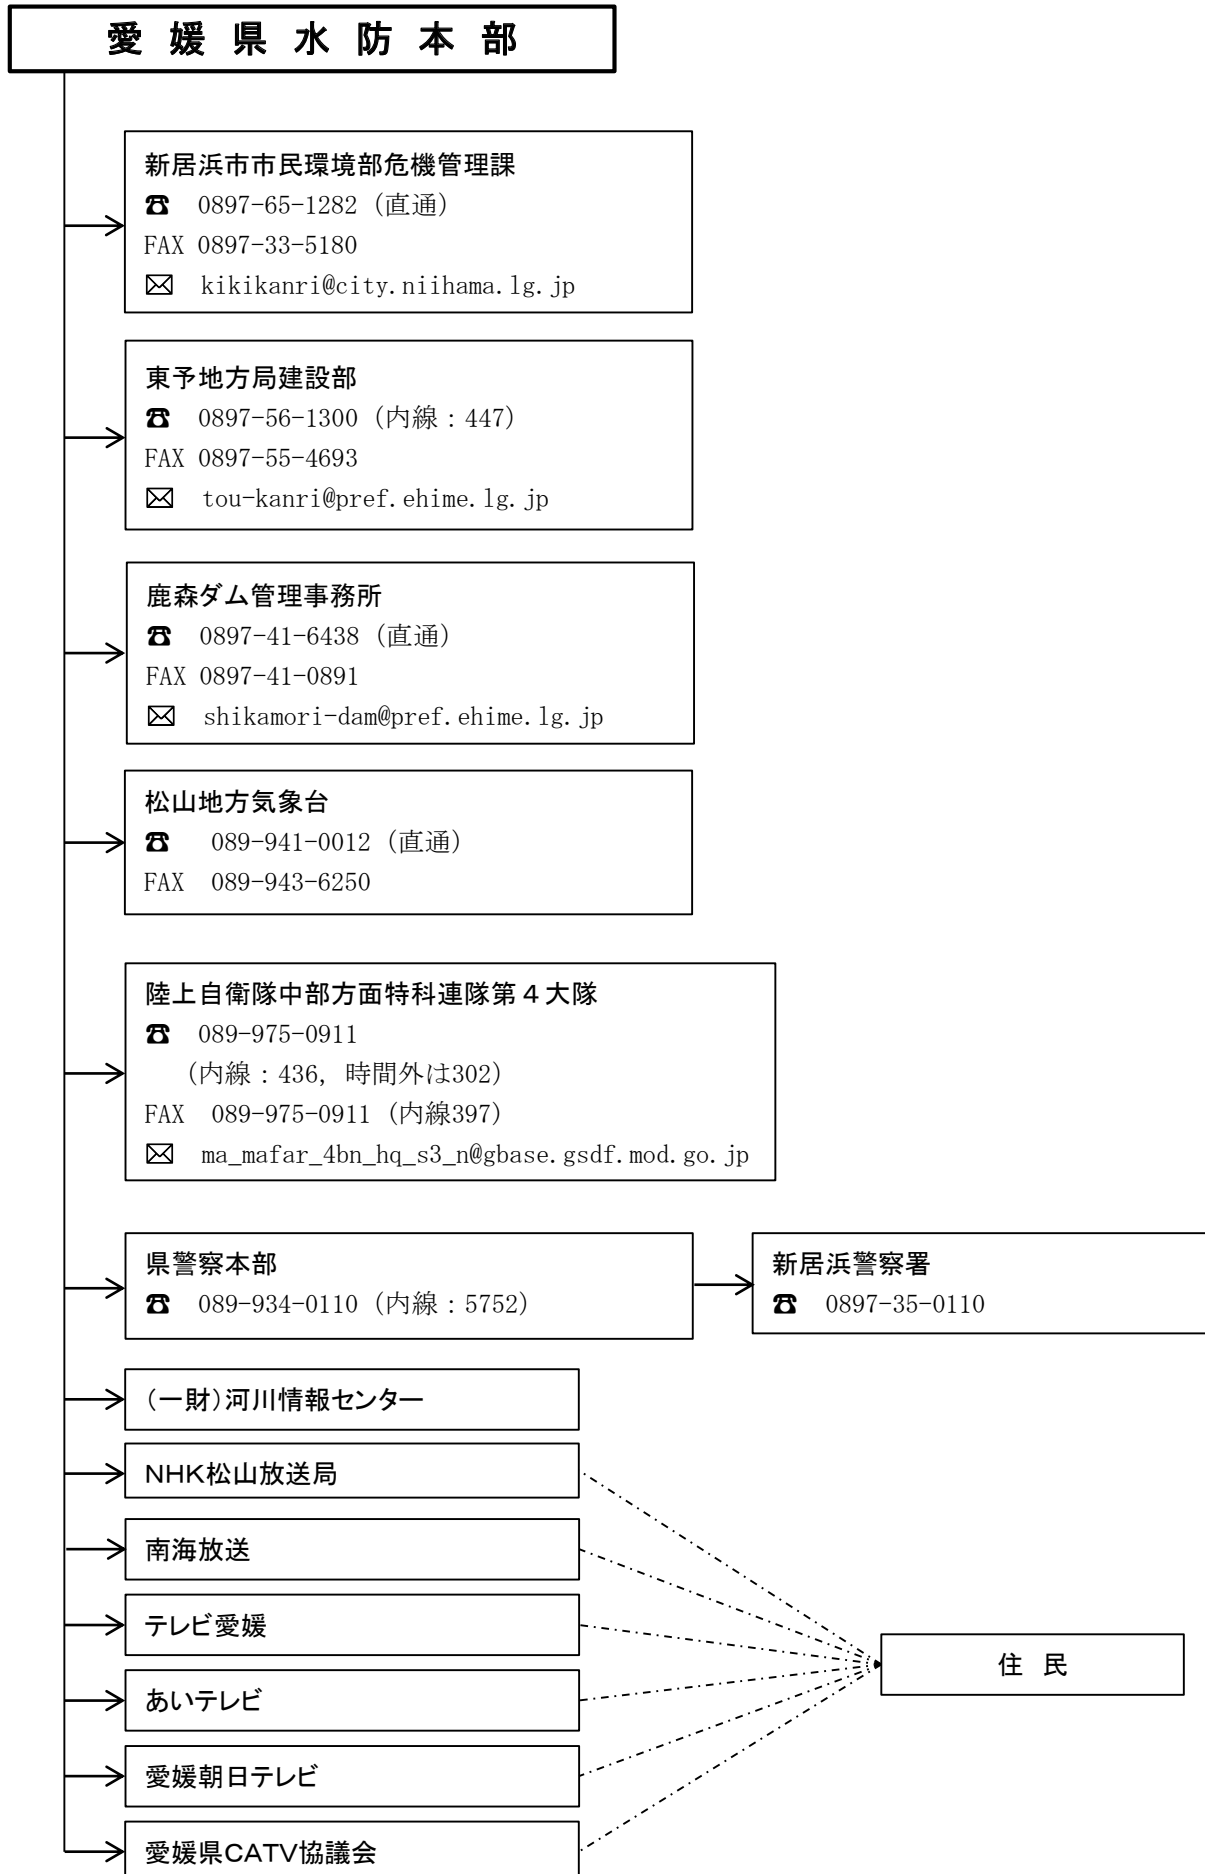 愛媛県水防本部
新居浜市市民環境部危機管理課
☎ 0897-65-1282（直通）
FAX 0897-33-5180
✉ kikikanri@city.niihama.lg.jp
東予地方局建設部
☎ 0897-56-1300（内線：447）
FAX 0897-55-4693
✉ tou-kanri@pref.ehime.lg.jp
鹿森ダム管理事務所
☎ 0897-41-6438（直通）
FAX 0897-41-0891
✉ shikamori-dam@pref.ehime.lg.jp
松山地方気象台
☎ 089-941-0012（直通）
FAX 089-943-6250
陸上自衛隊中部方面特科連隊第４大隊
☎ 089-975-0911
（内線：436，時間外は302）
FAX 089-975-0911（内線397）
✉ ma_mafar_4bn_hq_s3_n@gbase.gsdf.mod.go.jp
県警察本部
☎ 089-934-0110（内線：5752）
新居浜警察署
☎ 0897-35-0110
（一財）河川情報センター
NHK松山放送局
南海放送
テレビ愛媛
住 民
あいテレビ
愛媛朝日テレビ
愛媛県CATV協議会